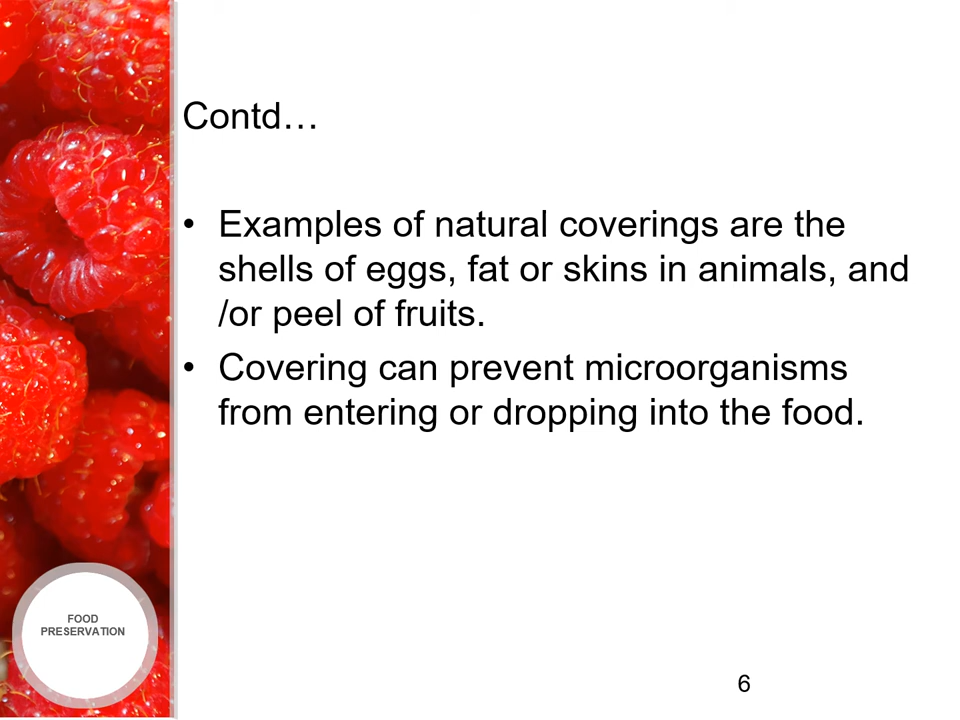 Contd…
• Examples of natural coverings are the
shells of eggs, fat or skins in animals, and
/or peel of fruits.
• Covering can prevent microorganisms
from entering or dropping into the food.
FOOD
PRESERVATION
6